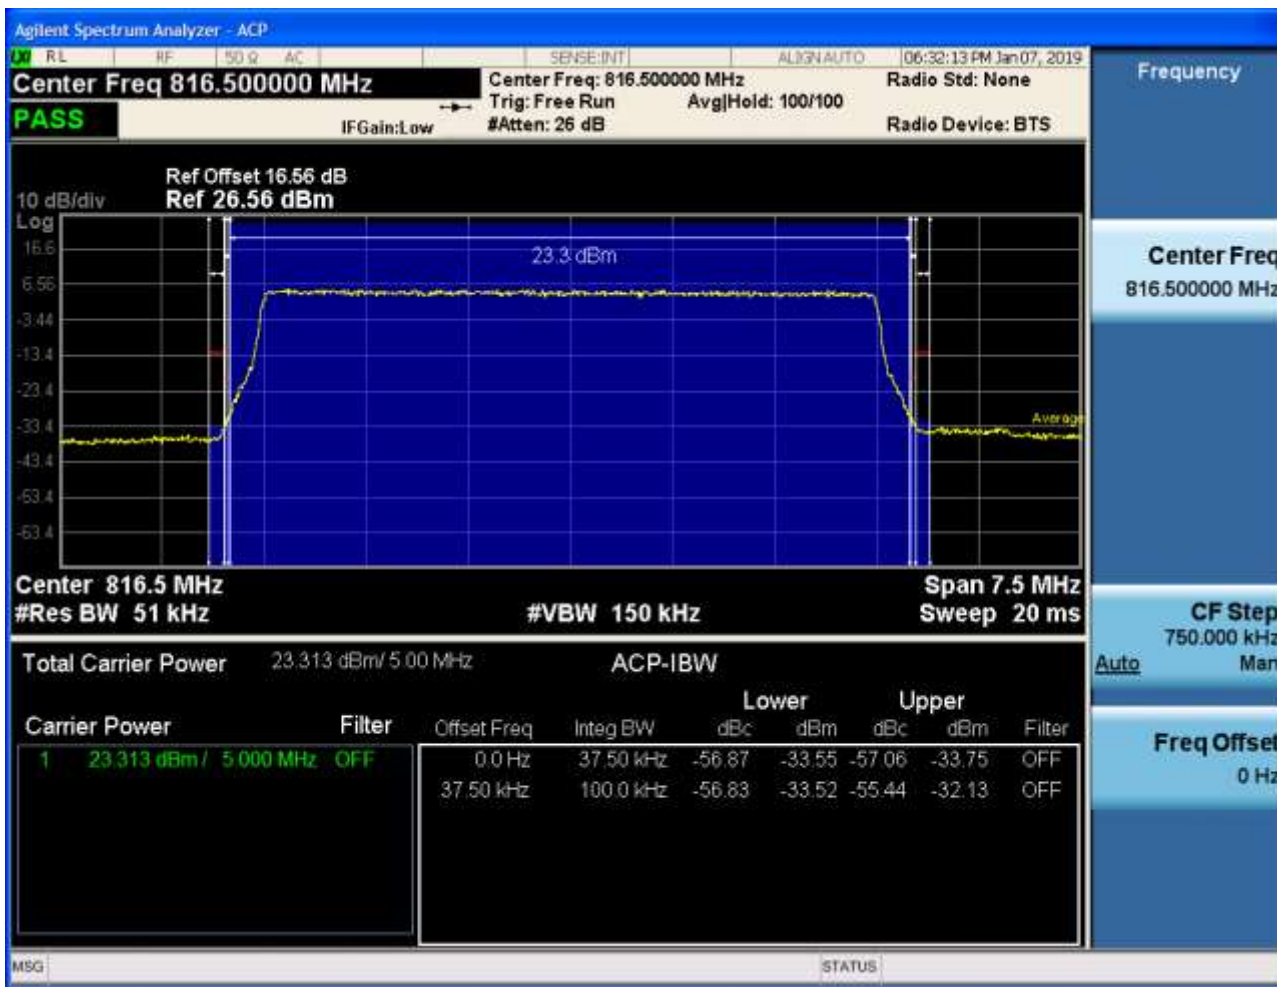 Agilent Spectrum Analyzer - ACP
LXI RL RF 50 Ω AC SENSE:INT ALIGN AUTO 06:32:13 PM Jan 07, 2019
Center Freq 816.500000 MHz
Center Freq: 816.500000 MHz
Radio Std: None
Trig: Free Run Avg|Hold: 100/100
PASS
IFGain:Low
#Atten: 26 dB
Radio Device: BTS
Ref Offset 16.56 dB
10 dB/div Ref 26.56 dBm
Log
16.6
6.56
-3.44
-13.4
-23.4
-33.4
-43.4
-53.4
-63.4
23.3 dBm
Average
Center 816.5 MHz Span 7.5 MHz
#Res BW 51 kHz #VBW 150 kHz Sweep 20 ms
Total Carrier Power 23.313 dBm/ 5.00 MHz ACP-IBW
Lower Upper
Carrier Power Filter Offset Freq Integ BW dBc dBm dBc dBm Filter
1 23.313 dBm / 5.000 MHz OFF 0.0 Hz 37.50 kHz -56.87 -33.55 -57.06 -33.75 OFF
37.50 kHz 100.0 kHz -56.83 -33.52 -55.44 -32.13 OFF
MSG STATUS
Frequency
Center Freq
816.500000 MHz
CF Step
750.000 kHz
Auto Man
Freq Offset
0 Hz